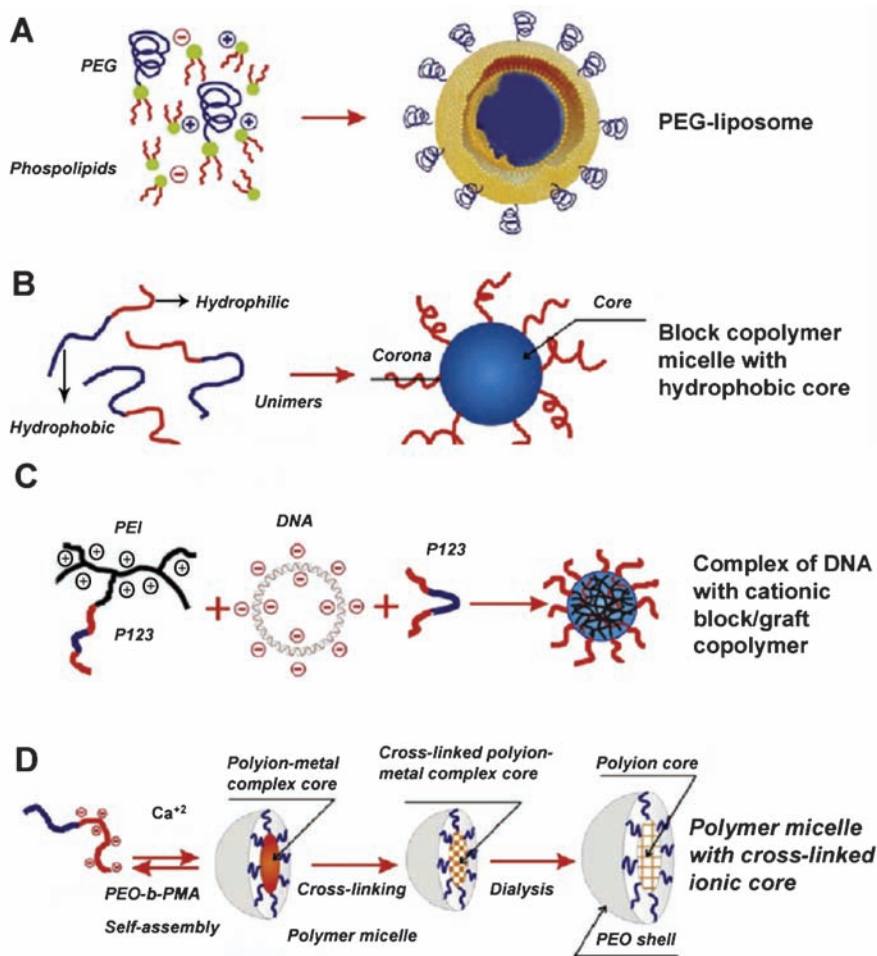 A
PEG
Phospolipids
PEG-liposome
B
Hydrophilic
Hydrophobic
Unimers
Corona
Core
Block copolymer
micelle with
hydrophobic core
C
PEI
P123
DNA
P123
Complex of DNA
with cationic
block/graft
copolymer
D
Ca+2
PEO-b-PMA
Self-assembly
Polyion-metal
complex core
Polymer micelle
Cross-linking
Cross-linked polyion-
metal complex core
Dialysis
Polyion core
PEO shell
Polymer micelle
with cross-linked
ionic core